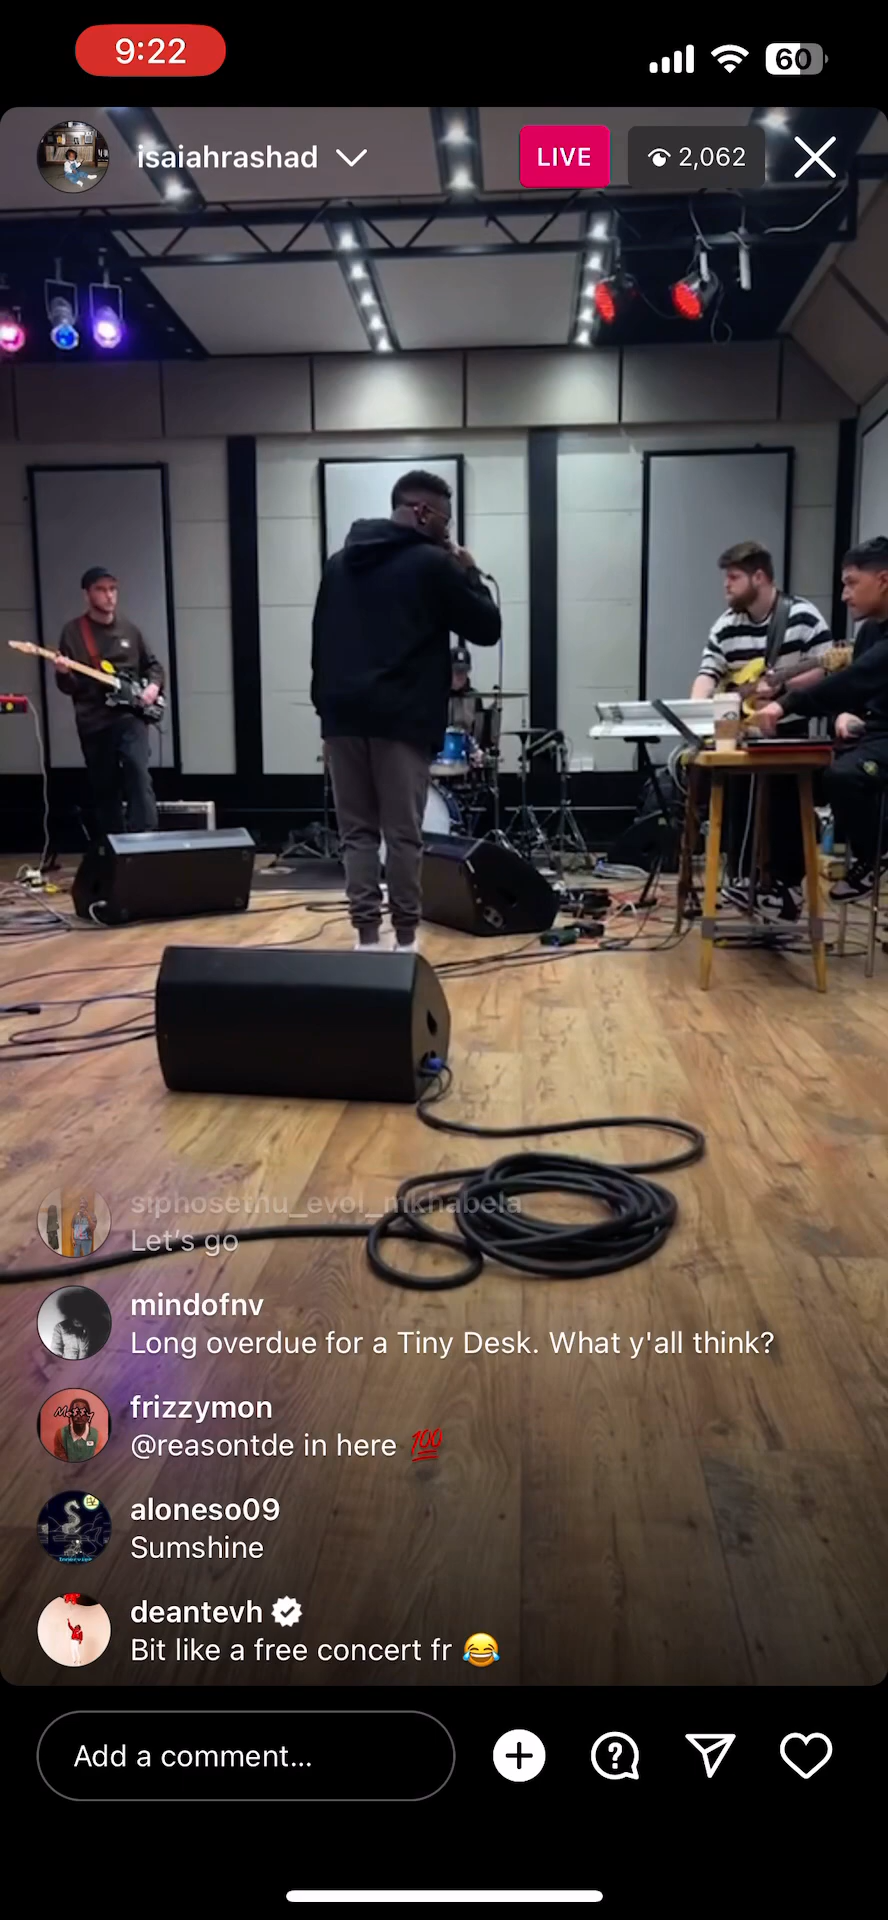 9:22
60
isaiahrashad
LIVE
2,062
siphosethu_evol_mkhabela
Let's go
mindofnv
Long overdue for a Tiny Desk. What y'all think?
frizzymon
@reasontde in here 💯
aloneso09
Sumshine
deantevh
Bit like a free concert fr 😂
Add a comment...